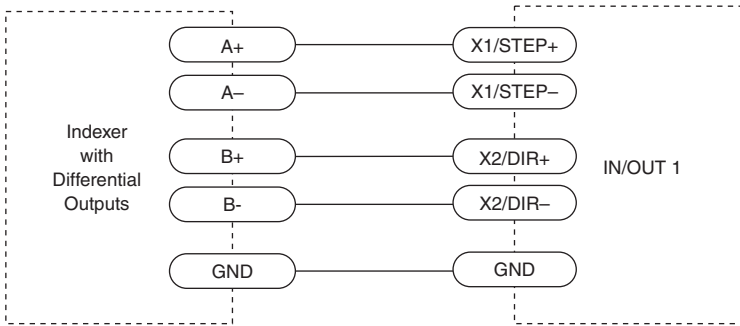 A+
X1/STEP+
A–
X1/STEP–
Indexer
with
Differential
Outputs
B+
X2/DIR+
IN/OUT 1
B-
X2/DIR–
GND
GND